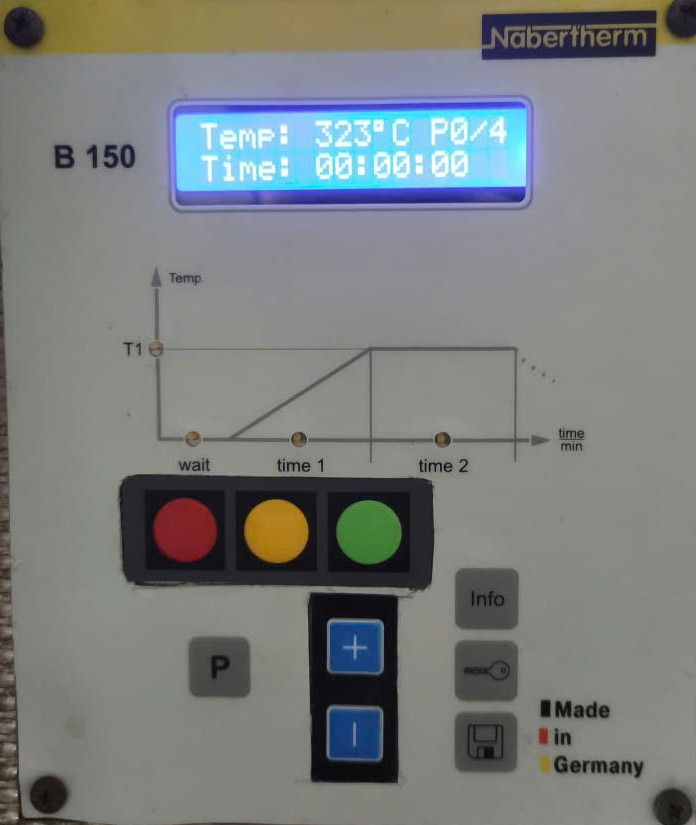 Nabertherm
B 150
Temp: 323°C P0/4
Time: 00:00:00
Temp.
T1
time
min
wait time 1 time 2
Info
P
+
Made
in
Germany